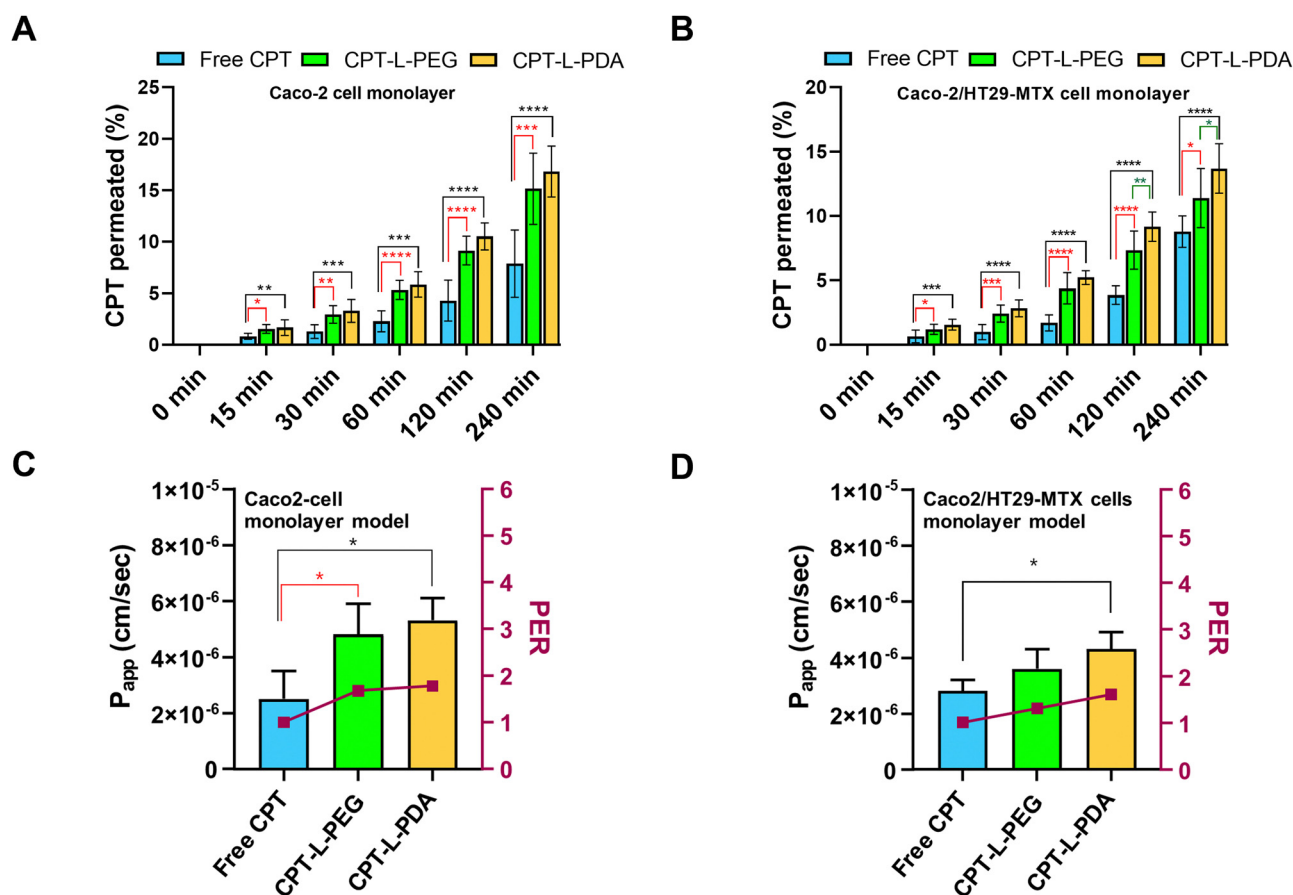 A
Free CPT CPT-L-PEG CPT-L-PDA
Caco-2 cell monolayer
CPT permeated (%)
25
20
15
10
5
0
* **
** ***
**** ***
**** ****
*** ****
0 min 15 min 30 min 60 min 120 min 240 min
B
Free CPT CPT-L-PEG CPT-L-PDA
Caco-2/HT29-MTX cell monolayer
CPT permeated (%)
20
15
10
5
0
* ***
*** ****
**** ****
**** ** ****
* * ****
0 min 15 min 30 min 60 min 120 min 240 min
C
Caco2-cell
monolayer model
Papp (cm/sec)
1×10-5
8×10-6
6×10-6
4×10-6
2×10-6
0
*
*
PER
6
5
4
3
2
1
0
Free CPT CPT-L-PEG CPT-L-PDA
D
Caco2/HT29-MTX cells
monolayer model
Papp (cm/sec)
1×10-5
8×10-6
6×10-6
4×10-6
2×10-6
0
*
PER
6
5
4
3
2
1
0
Free CPT CPT-L-PEG CPT-L-PDA